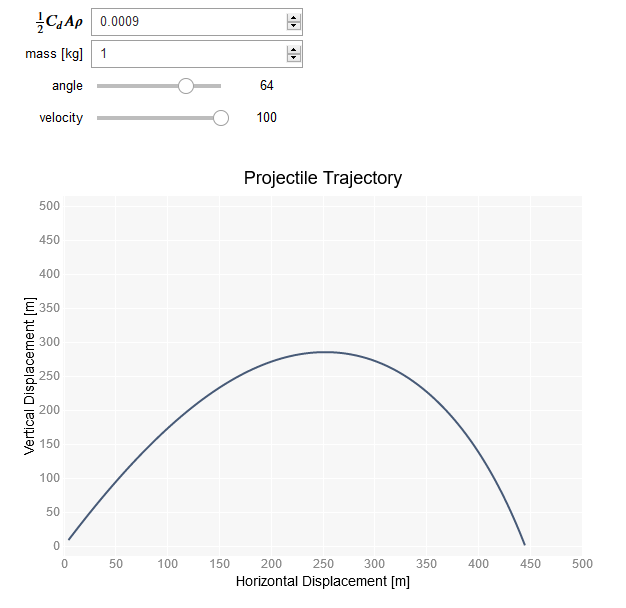 ½CdAρ 0.0009
mass [kg] 1
angle 64
velocity 100
Projectile Trajectory
500
450
400
350
300
250
200
150
100
50
0
Vertical Displacement [m]
0 50 100 150 200 250 300 350 400 450 500
Horizontal Displacement [m]